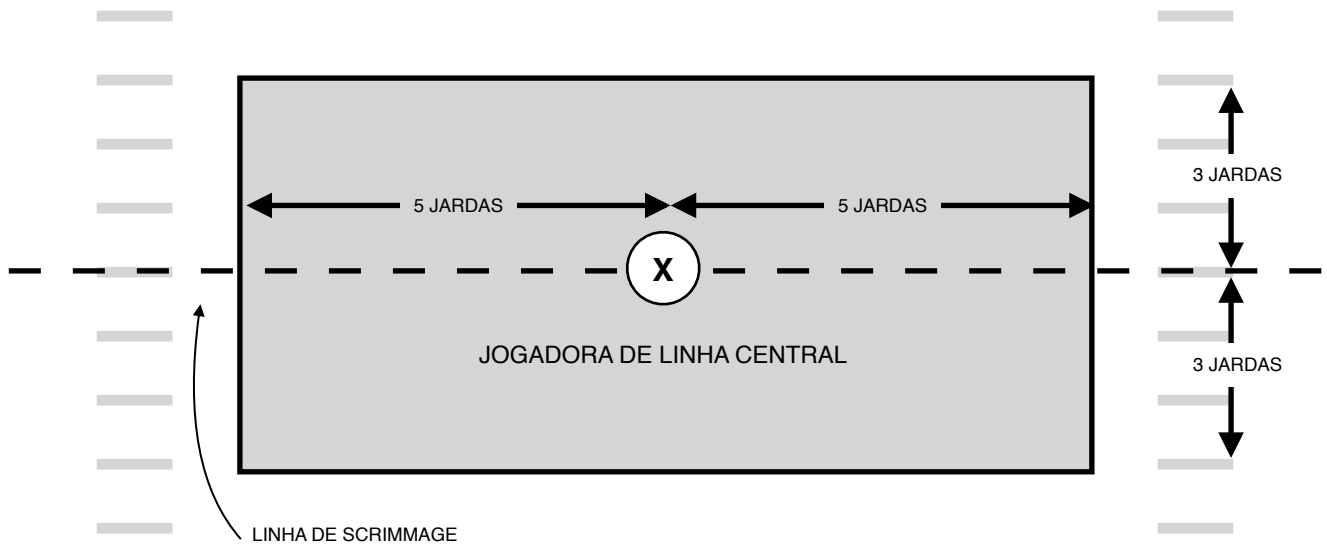 3 JARDAS
5 JARDAS
5 JARDAS
X
JOGADORA DE LINHA CENTRAL
3 JARDAS
LINHA DE SCRIMMAGE